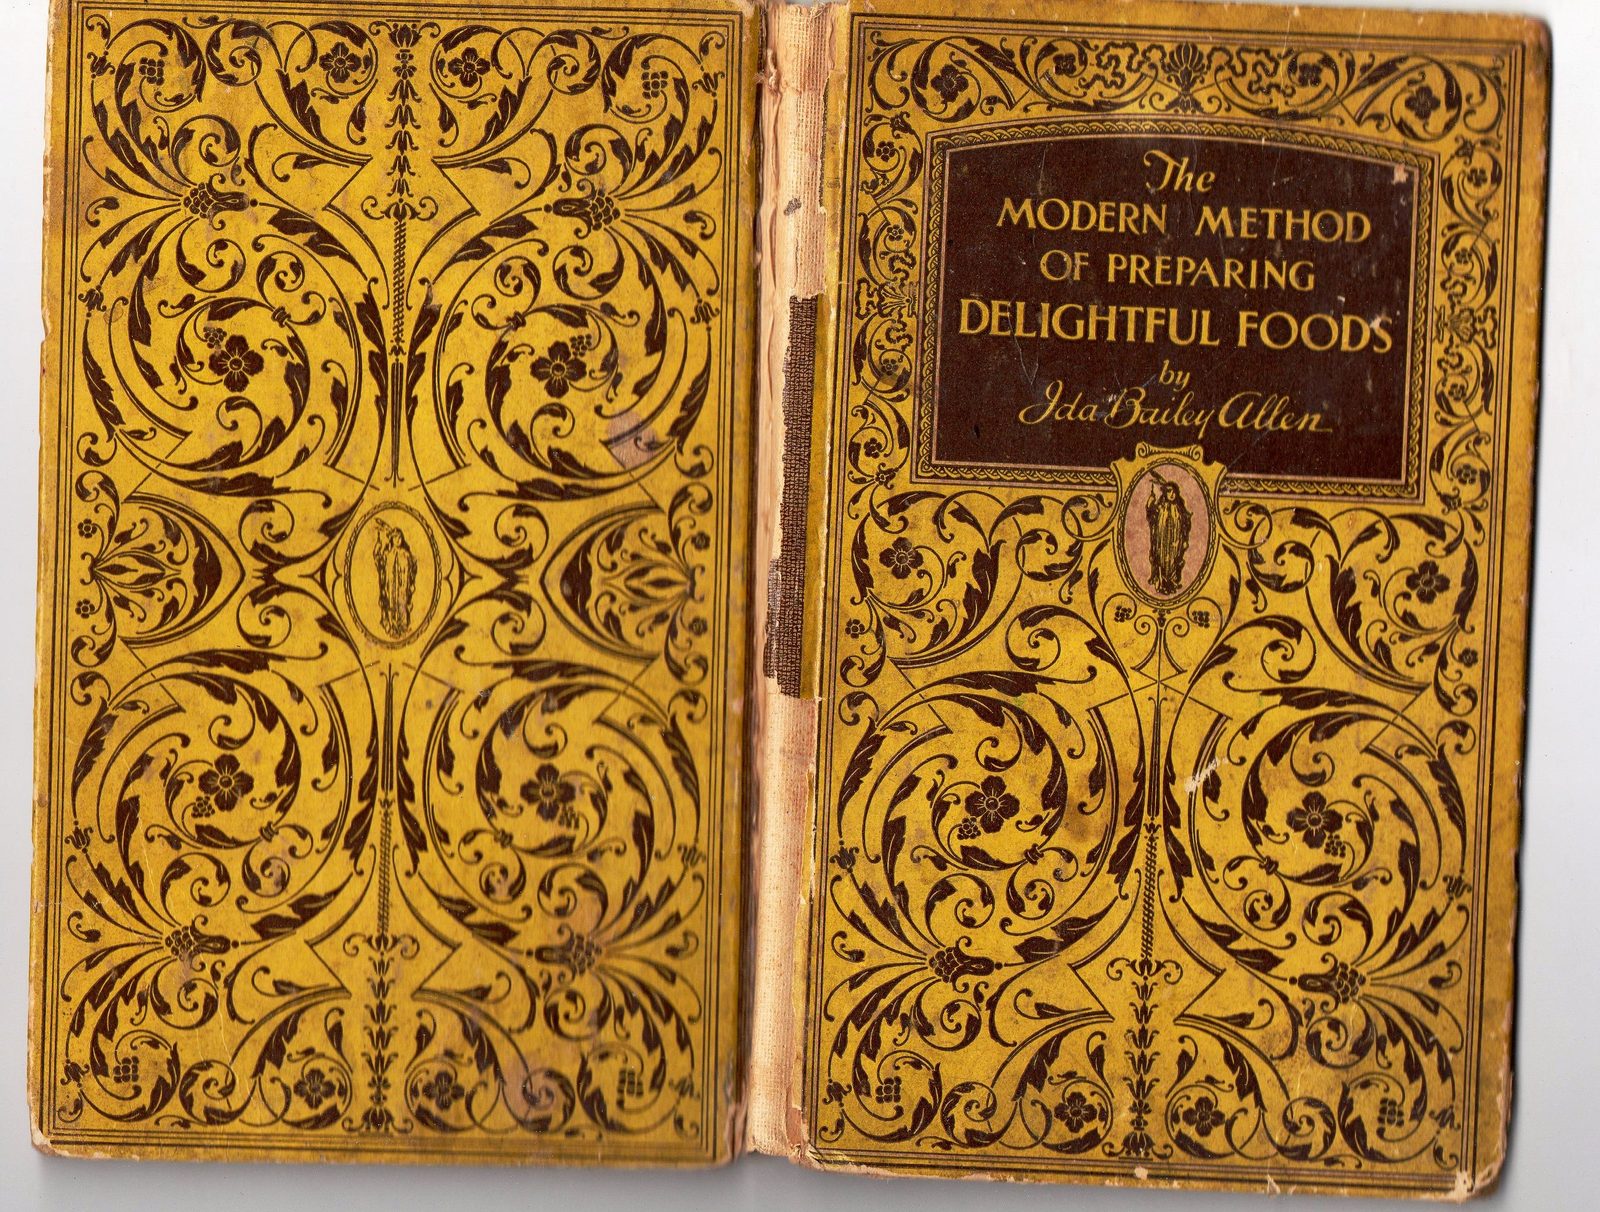 The
MODERN METHOD
OF PREPARING
DELIGHTFUL FOODS
by
Ida Bailey Allen